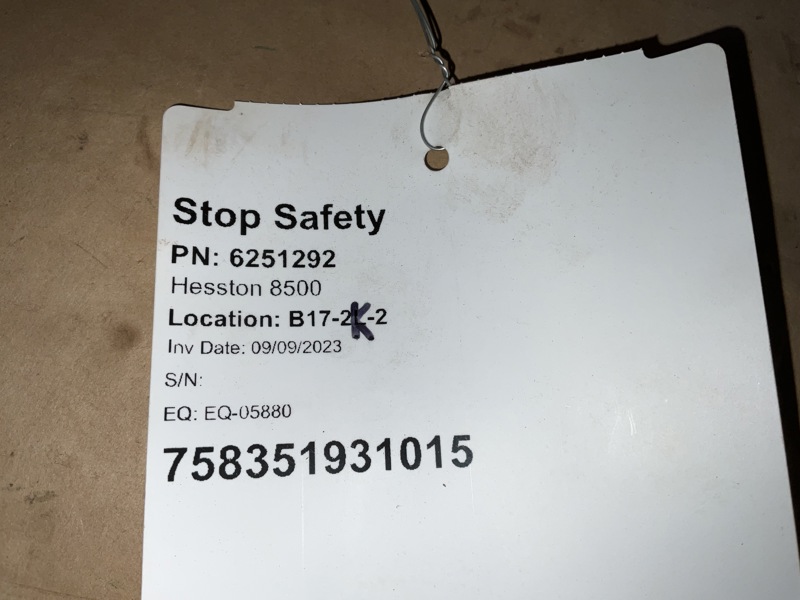 Stop Safety
PN: 6251292
Hesston 8500
Location: B17-2K-2
Inv Date: 09/09/2023
S/N:
EQ: EQ-05880
758351931015